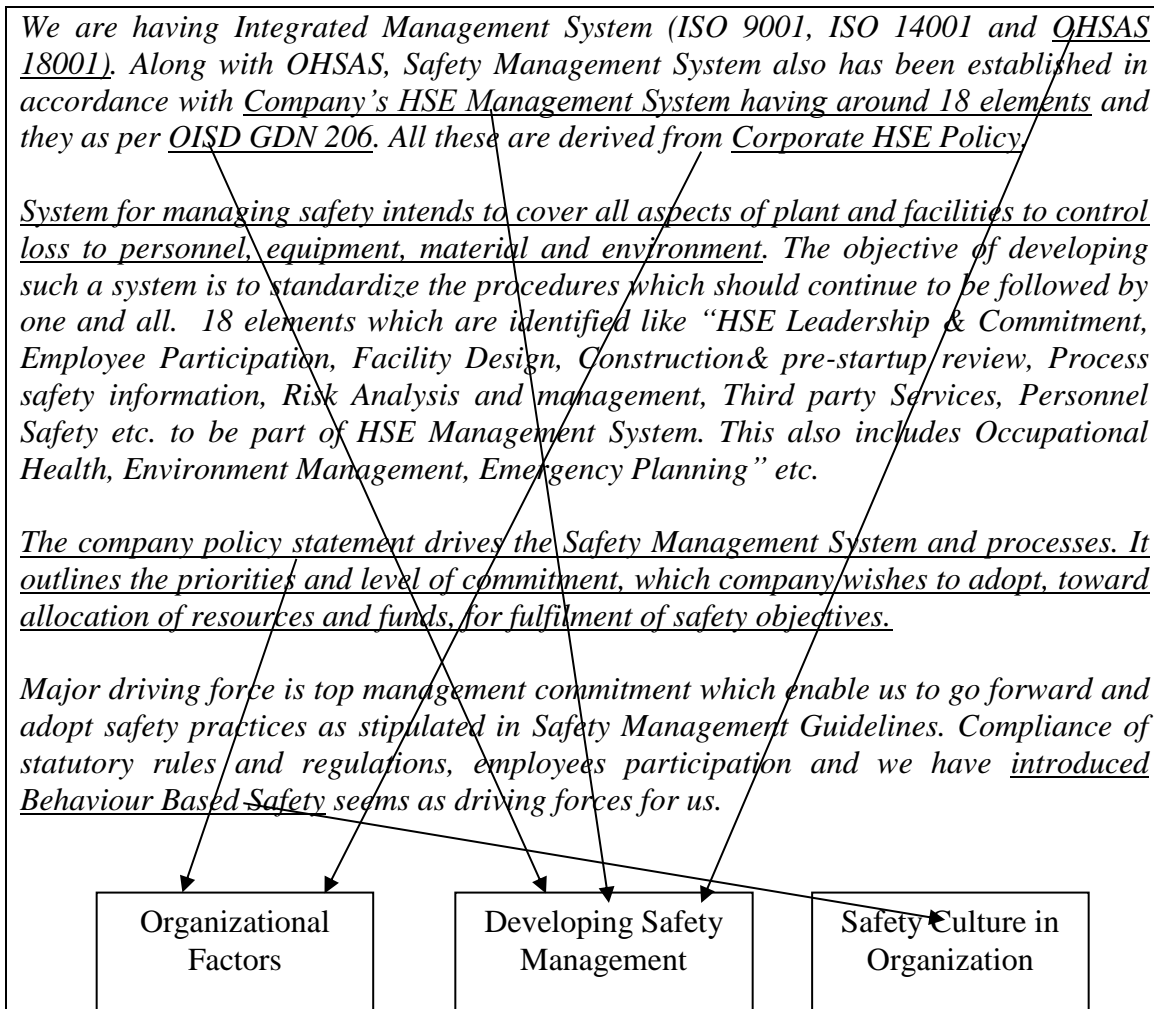 We are having Integrated Management System (ISO 9001, ISO 14001 and OHSAS
18001). Along with OHSAS, Safety Management System also has been established in
accordance with Company's HSE Management System having around 18 elements and
they as per OISD GDN 206. All these are derived from Corporate HSE Policy.
System for managing safety intends to cover all aspects of plant and facilities to control
loss to personnel, equipment, material and environment. The objective of developing
such a system is to standardize the procedures which should continue to be followed by
one and all. 18 elements which are identified like “HSE Leadership & Commitment,
Employee Participation, Facility Design, Construction& pre-startup review, Process
safety information, Risk Analysis and management, Third party Services, Personnel
Safety etc. to be part of HSE Management System. This also includes Occupational
Health, Environment Management, Emergency Planning” etc.
The company policy statement drives the Safety Management System and processes. It
outlines the priorities and level of commitment, which company wishes to adopt, toward
allocation of resources and funds, for fulfilment of safety objectives.
Major driving force is top management commitment which enable us to go forward and
adopt safety practices as stipulated in Safety Management Guidelines. Compliance of
statutory rules and regulations, employees participation and we have introduced
Behaviour Based Safety seems as driving forces for us.
Organizational
Factors
Developing Safety
Management
Safety Culture in
Organization